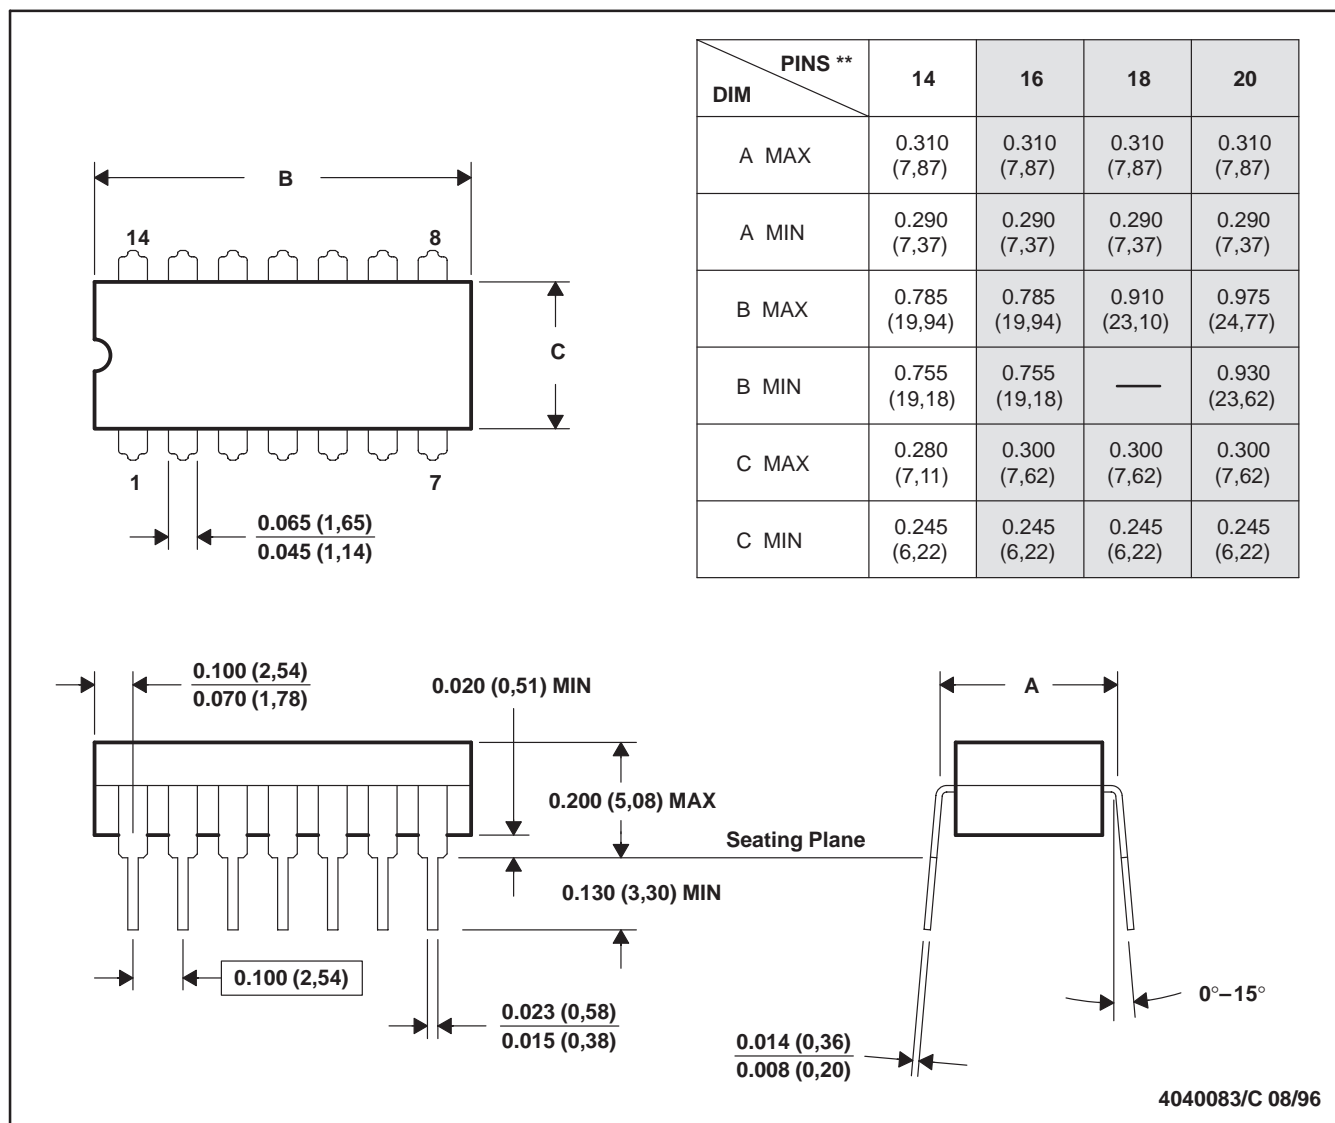 PINS **
DIM
14 16 18 20
A MAX
0.310 0.310 0.310 0.310
(7,87) (7,87) (7,87) (7,87)
A MIN
0.290 0.290 0.290 0.290
(7,37) (7,37) (7,37) (7,37)
B MAX
0.785 0.785 0.910 0.975
(19,94) (19,94) (23,10) (24,77)
B MIN
0.755 0.755 — 0.930
(19,18) (19,18) (23,62)
C MAX
0.280 0.300 0.300 0.300
(7,11) (7,62) (7,62) (7,62)
C MIN
0.245 0.245 0.245 0.245
(6,22) (6,22) (6,22) (6,22)
B
14 8
C
1 7
0.065 (1,65)
0.045 (1,14)
0.100 (2,54)
0.070 (1,78)
0.020 (0,51) MIN
A
0.200 (5,08) MAX
Seating Plane
0.130 (3,30) MIN
0.100 (2,54)
0.023 (0,58)
0.015 (0,38)
0°–15°
0.014 (0,36)
0.008 (0,20)
4040083/C 08/96